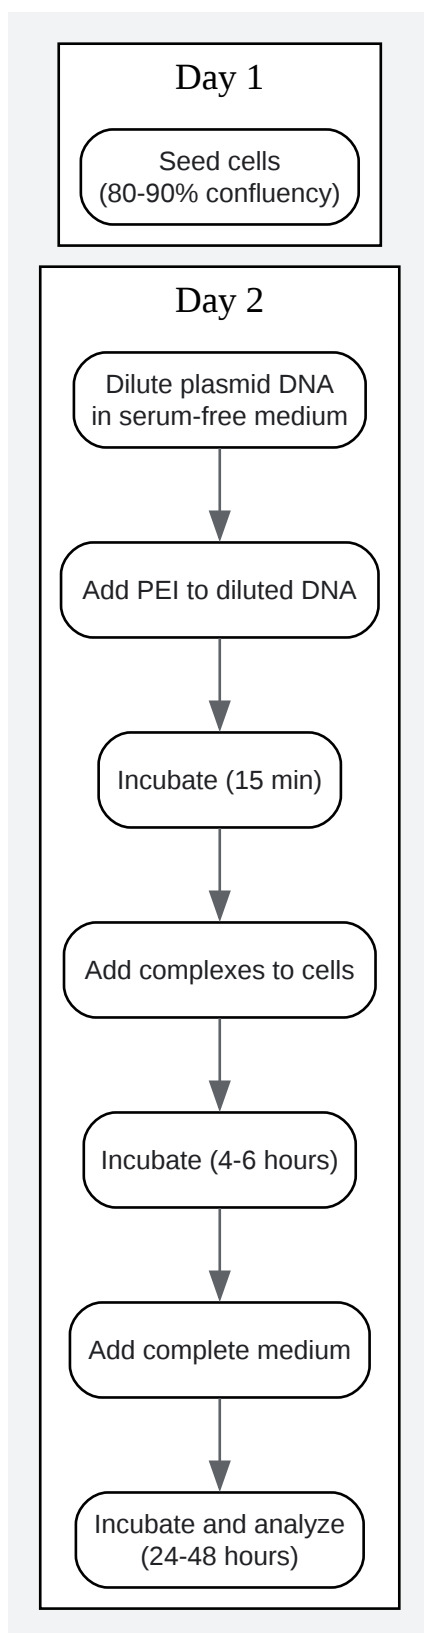 Day 1
Seed cells
(80-90% confluency)
Day 2
Dilute plasmid DNA
in serum-free medium
Add PEI to diluted DNA
Incubate (15 min)
Add complexes to cells
Incubate (4-6 hours)
Add complete medium
Incubate and analyze
(24-48 hours)